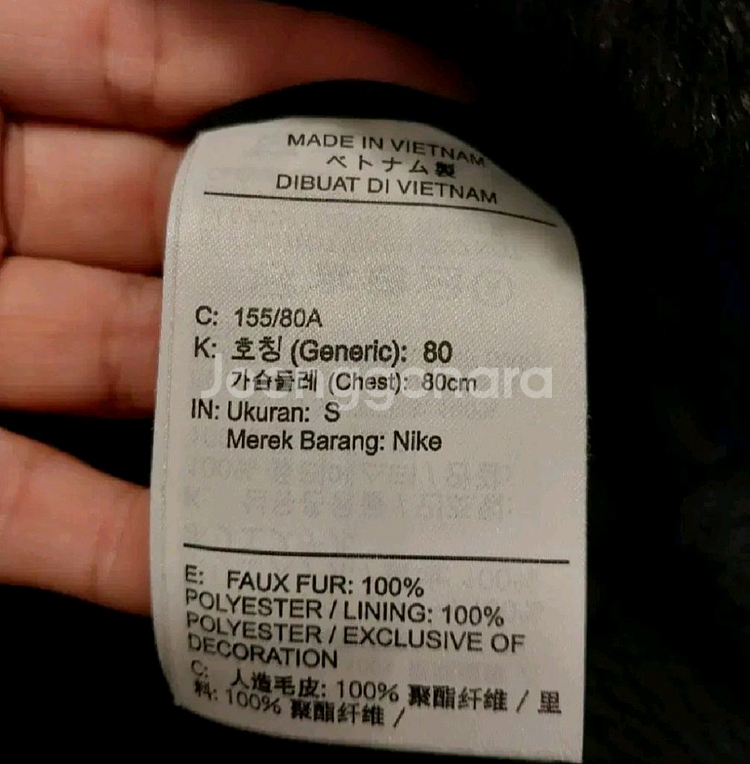 MADE IN VIETNAM
ベトナム製
DIBUAT DI VIETNAM
C: 155/80A
K: 호칭 (Generic): 80
가슴둘레 (Chest): 80cm
Joonggonara
IN: Ukuran: S
Merek Barang: Nike
E: FAUX FUR: 100%
POLYESTER / LINING: 100%
POLYESTER / EXCLUSIVE OF
DECORATION
C: 人造毛皮: 100% 聚酯纤维 / 里
料: 100% 聚酯纤维 /